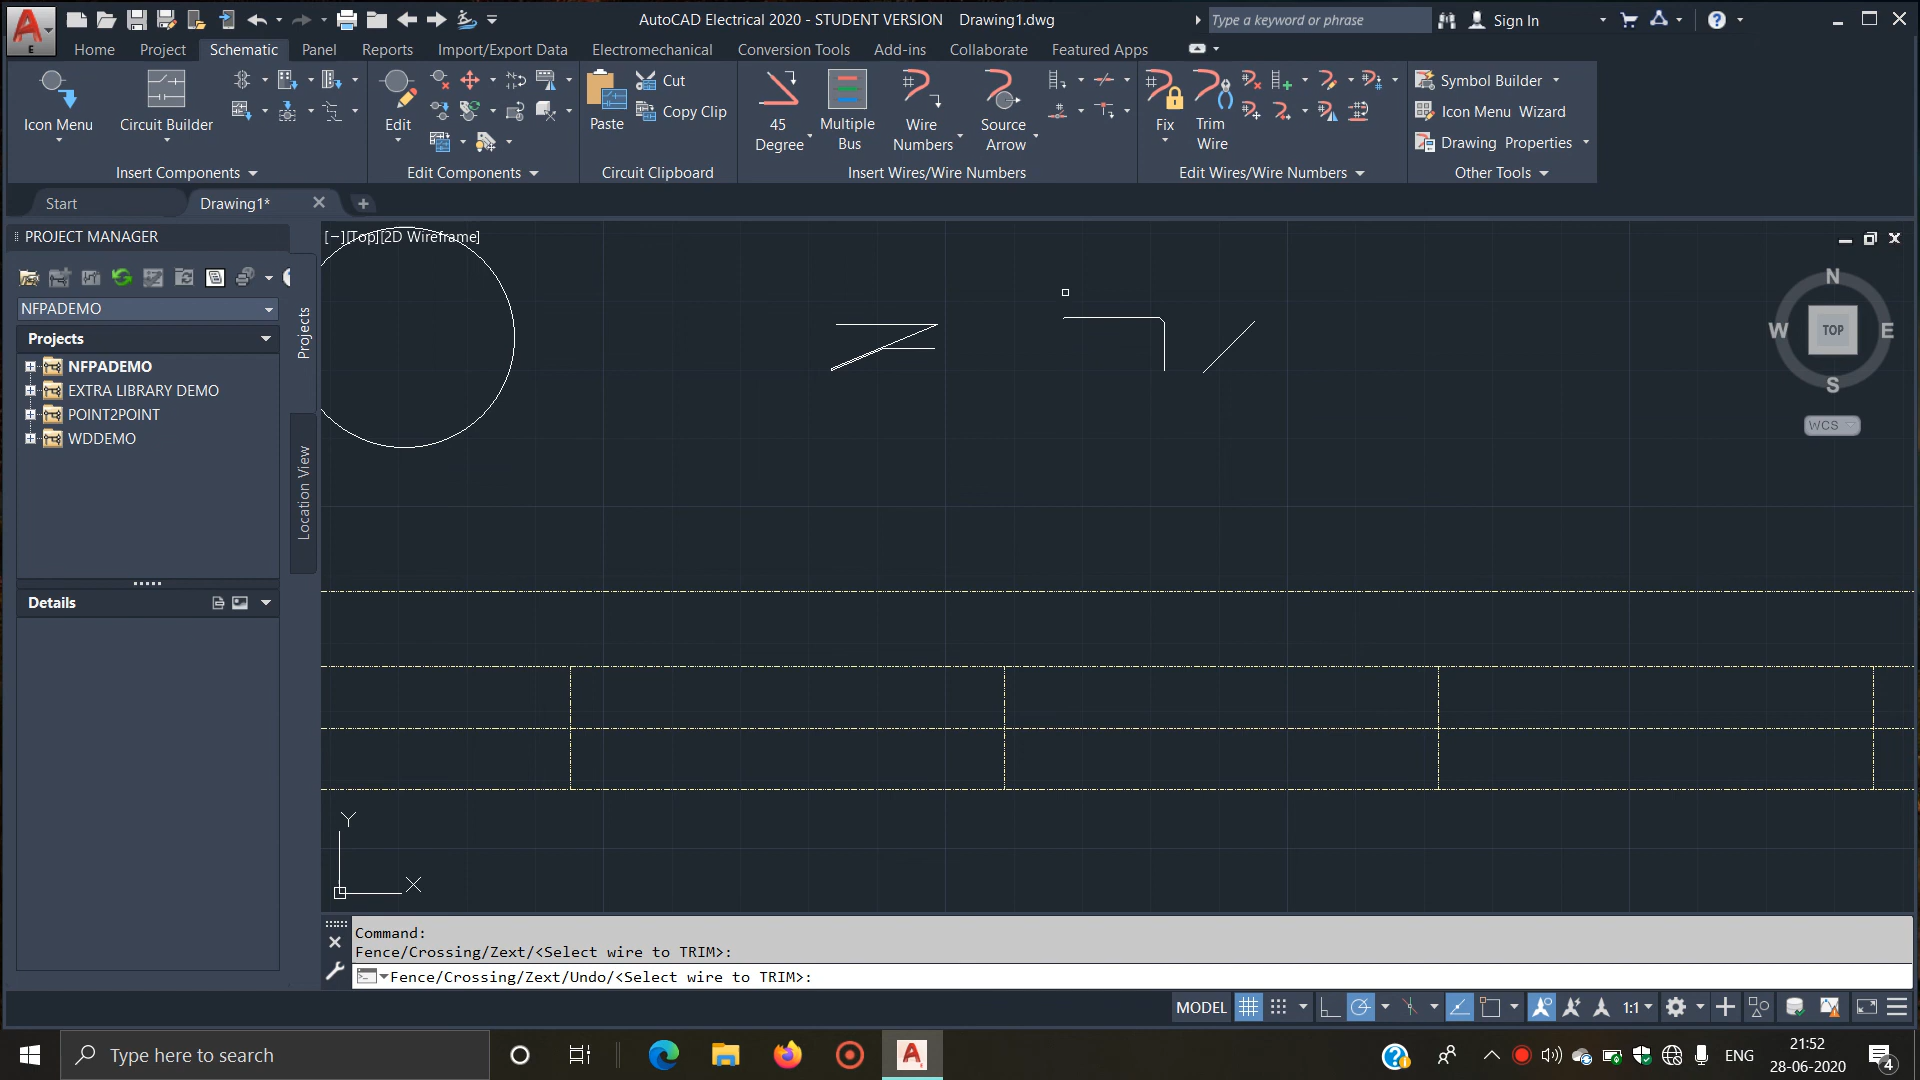 AutoCAD Electrical 2020 - STUDENT VERSION Drawing1.dwg
Type a keyword or phrase
Sign In
E
Home Project Schematic Panel Reports Import/Export Data Electromechanical Conversion Tools Add-ins Collaborate Featured Apps
Icon Menu
Circuit Builder
Edit
Paste
Cut
Copy Clip
45 Degree
Multiple Bus
Wire Numbers
Source Arrow
Fix
Trim Wire
Symbol Builder
Icon Menu Wizard
Drawing Properties
Insert Components
Edit Components
Circuit Clipboard
Insert Wires/Wire Numbers
Edit Wires/Wire Numbers
Other Tools
Start
Drawing1*
PROJECT MANAGER
[−][Top][2D Wireframe]
NFPADEMO
Projects
NFPADEMO
EXTRA LIBRARY DEMO
POINT2POINT
WDDEMO
Projects
Location View
Details
N
W TOP E
S
WCS
Y
X
Command:
Fence/Crossing/Zext/<Select wire to TRIM>:
Fence/Crossing/Zext/Undo/<Select wire to TRIM>:
MODEL
1:1
Type here to search
ENG
21:52
28-06-2020
4